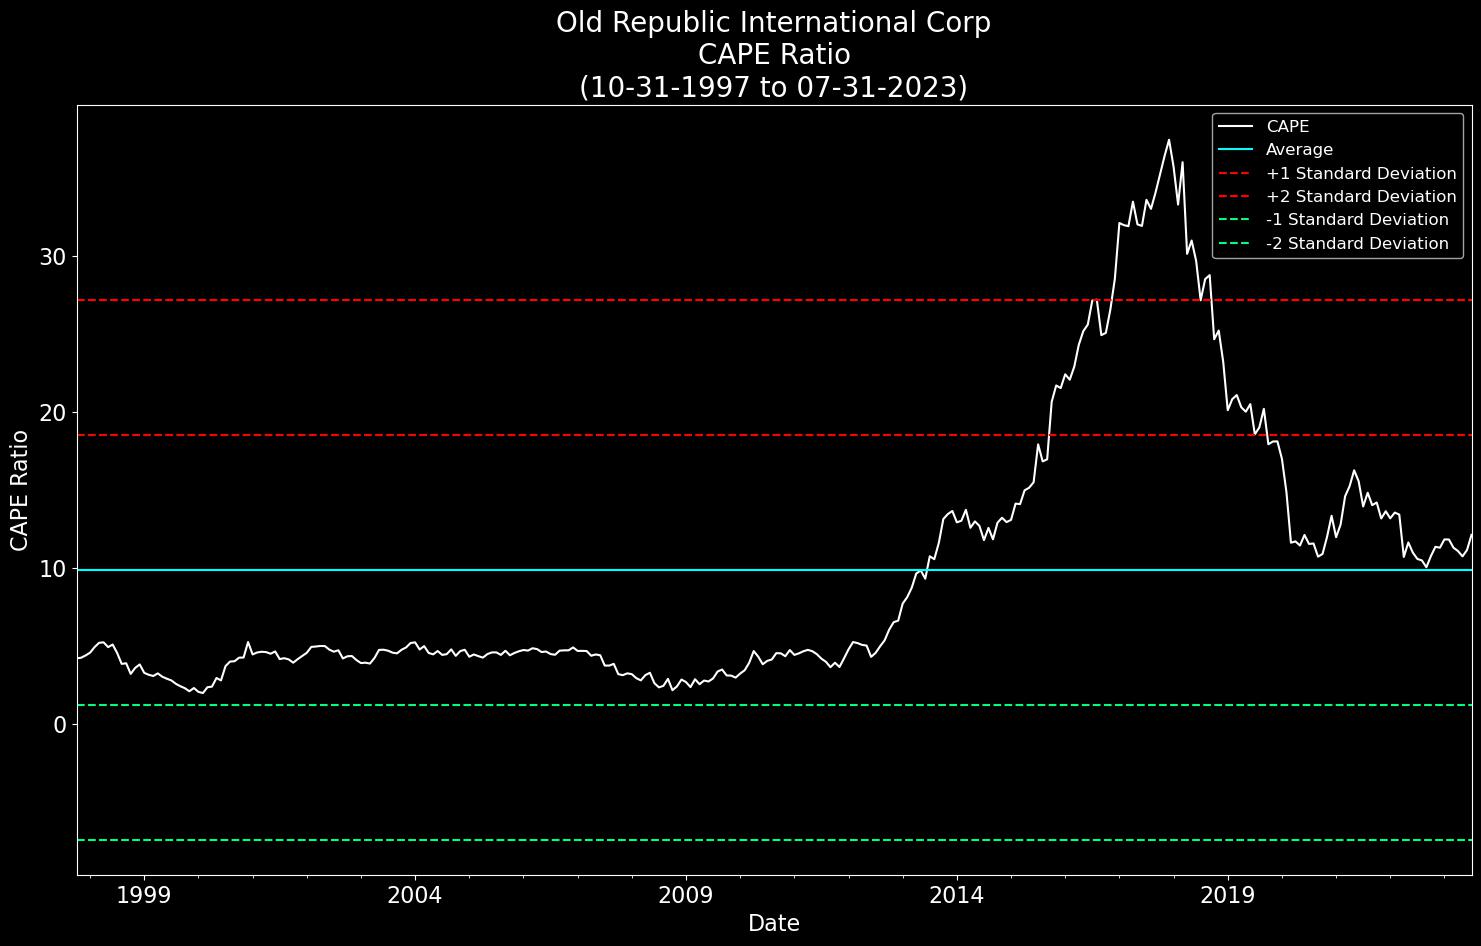 Old Republic International Corp
CAPE Ratio
(10-31-1997 to 07-31-2023)
CAPE
Average
+1 Standard Deviation
+2 Standard Deviation
-1 Standard Deviation
-2 Standard Deviation
CAPE Ratio
30
20
10
0
1999
2004
2009
2014
2019
Date